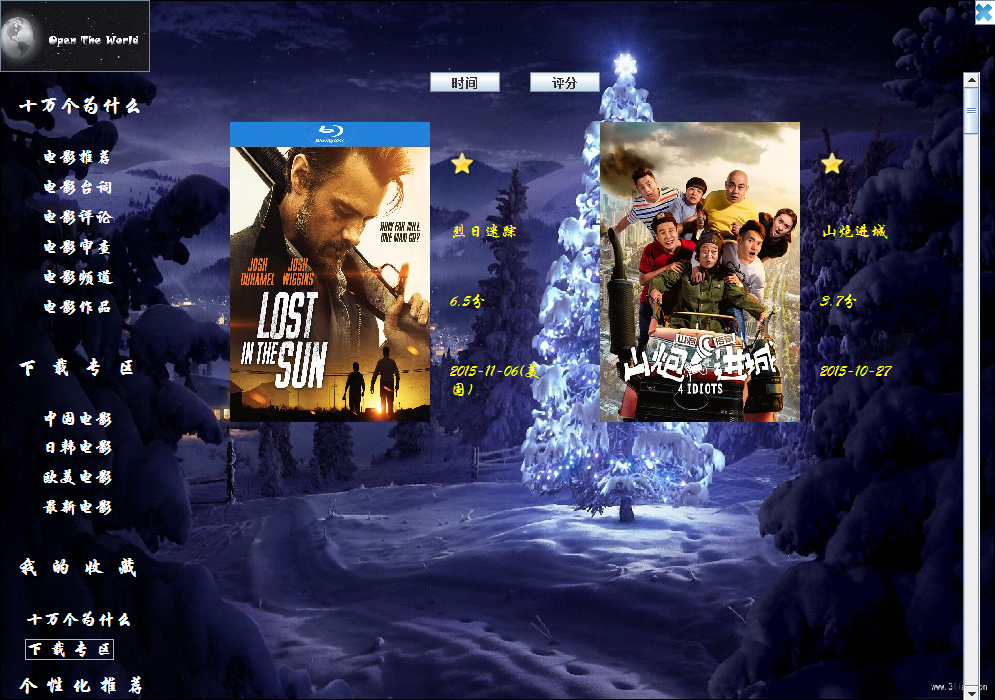 Open The World
时间
评分
十万个为什么
电影推荐
电影台词
电影评论
电影审查
电影频道
电影作品
下载专区
中国电影
日韩电影
欧美电影
最新电影
我的收藏
十万个为什么
下载专区
个性化推荐
Blu-ray Disc
HOW FAR WILL
ONE MAN GO?
JOSH
DUHAMEL
JOSH
WIGGINS
LOST
IN THE
SUN
烈日迷踪
6.5分
2015-11-06(美
国)
山炮进城
4 IDIOTS
山炮进城
3.7分
2015-10-27